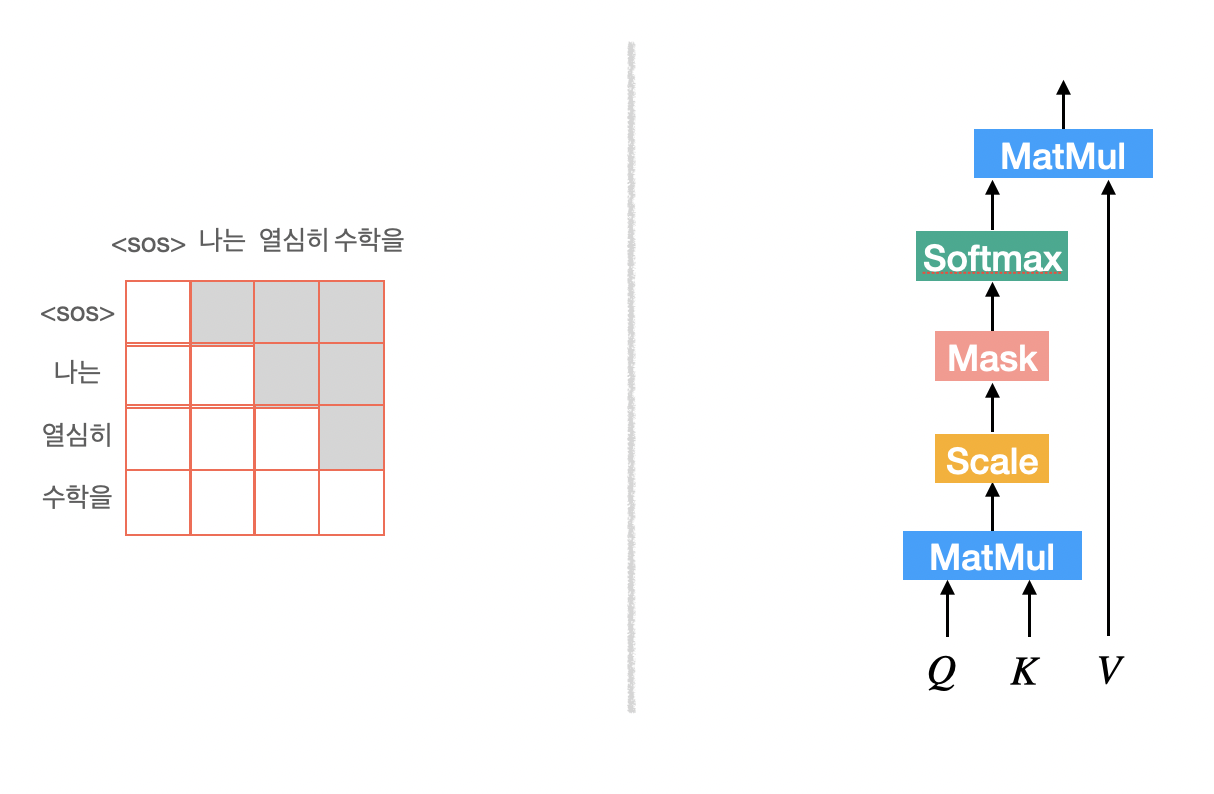 <sos> 나는 열심히 수학을
<sos>
나는
열심히
수학을
MatMul
Softmax
Mask
Scale
MatMul
Q K V